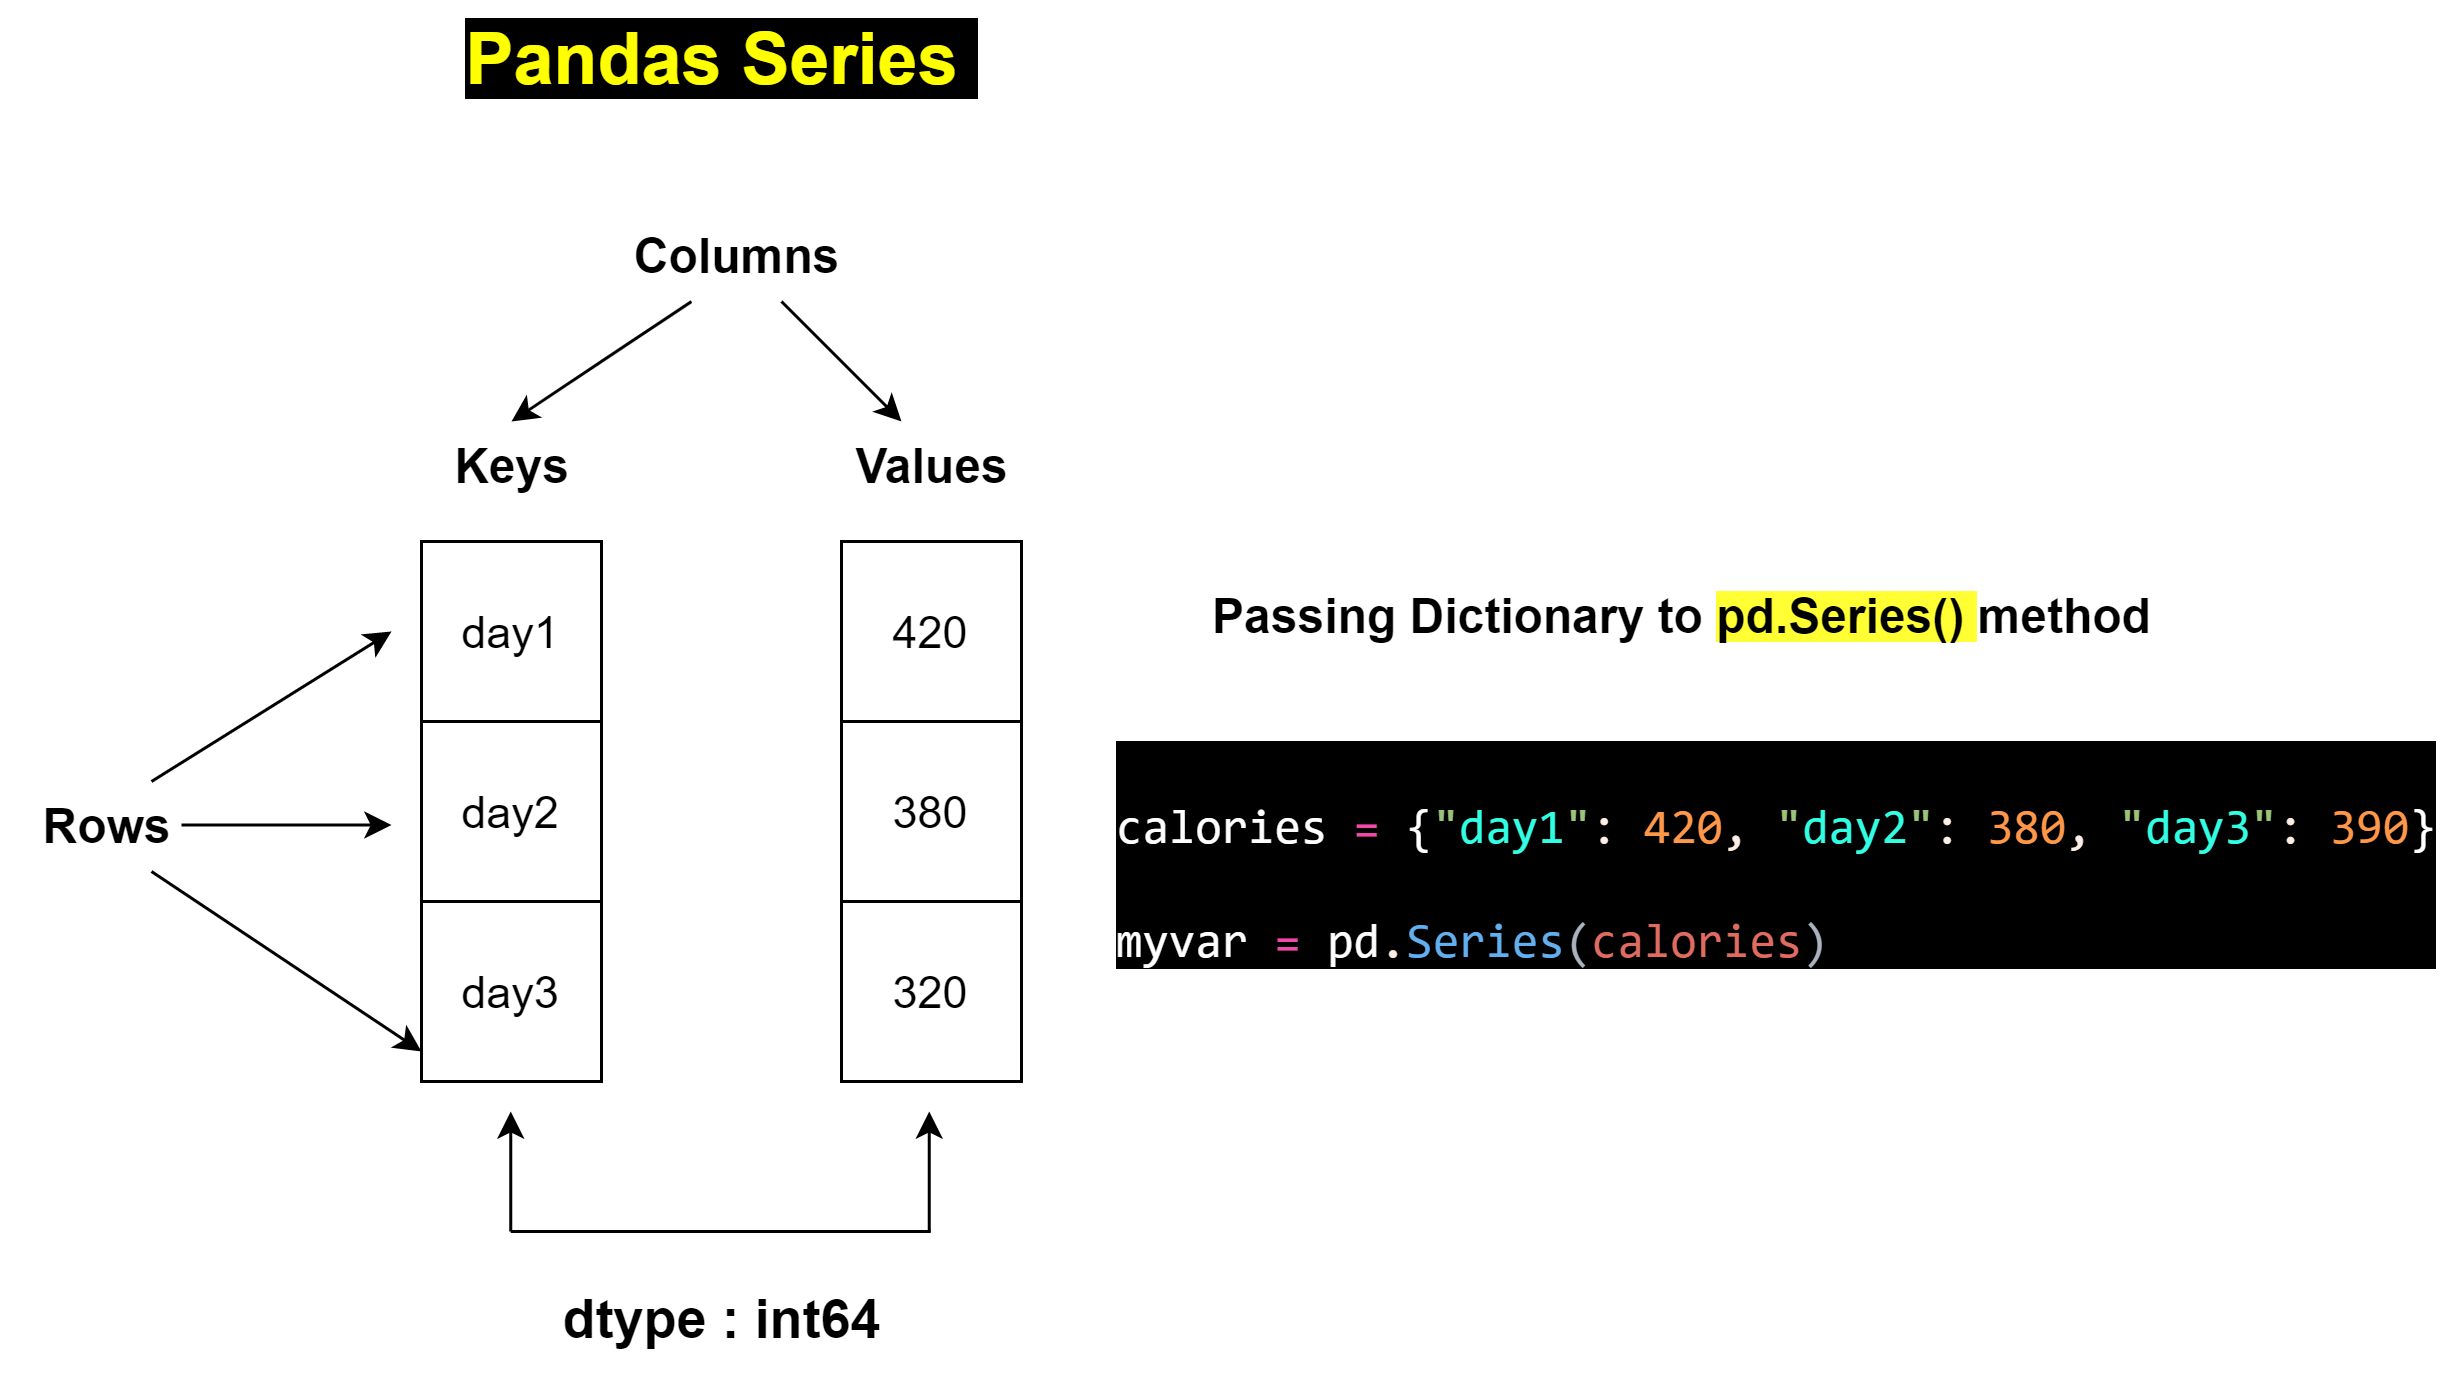 Pandas Series
Columns
Keys
Values
Rows
day1
420
day2
380
day3
320
dtype : int64
Passing Dictionary to pd.Series() method
calories = {"day1": 420, "day2": 380, "day3": 390}
myvar = pd.Series(calories)